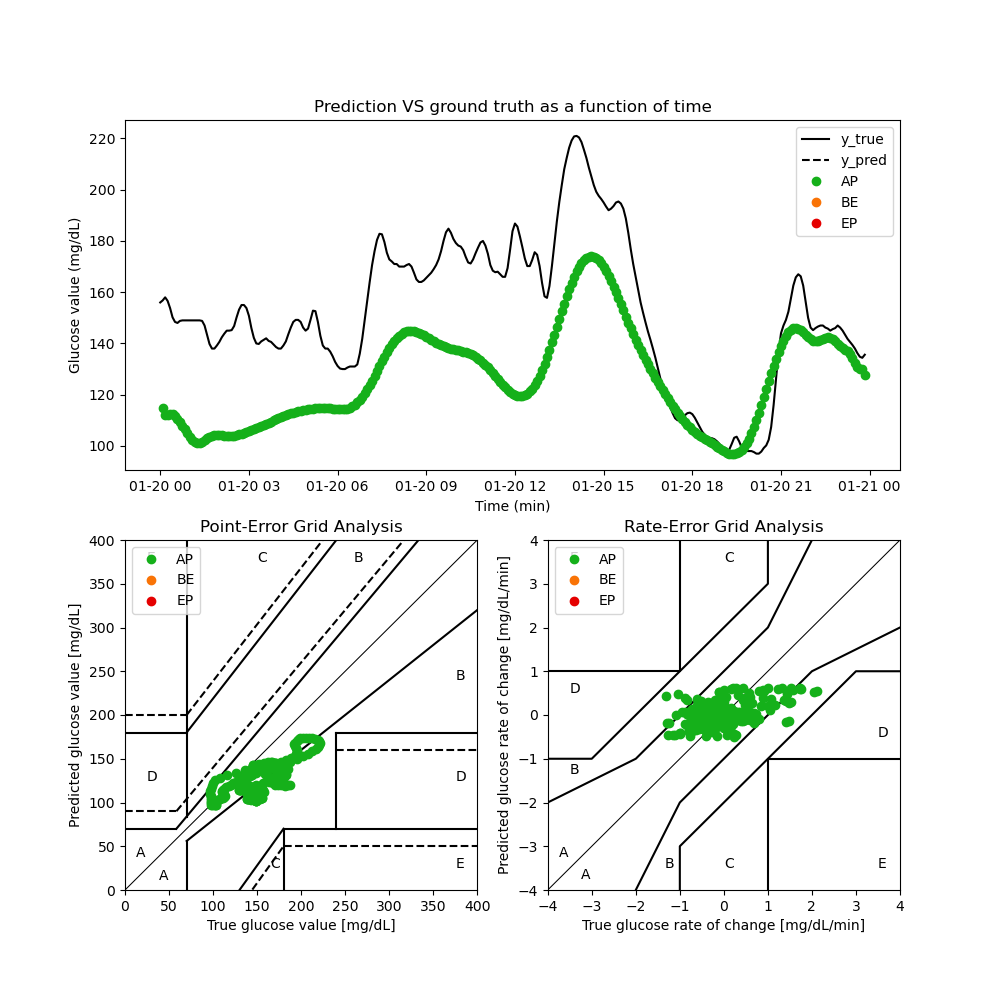 Prediction VS ground truth as a function of time
Glucose value (mg/dL)
220
200
180
160
140
120
100
y_true
y_pred
AP
BE
EP
01-20 00 01-20 03 01-20 06 01-20 09 01-20 12 01-20 15 01-20 18 01-20 21 01-21 00
Time (min)
Point-Error Grid Analysis
Predicted glucose value [mg/dL]
400
350
300
250
200
150
100
50
0
AP
BE
EP
C
B
B
D
D
A
A
C
E
0 50 100 150 200 250 300 350 400
True glucose value [mg/dL]
Rate-Error Grid Analysis
Predicted glucose rate of change [mg/dL/min]
4
3
2
1
0
−1
−2
−3
−4
AP
BE
EP
C
D
D
B
A
A
B
C
E
−4 −3 −2 −1 0 1 2 3 4
True glucose rate of change [mg/dL/min]